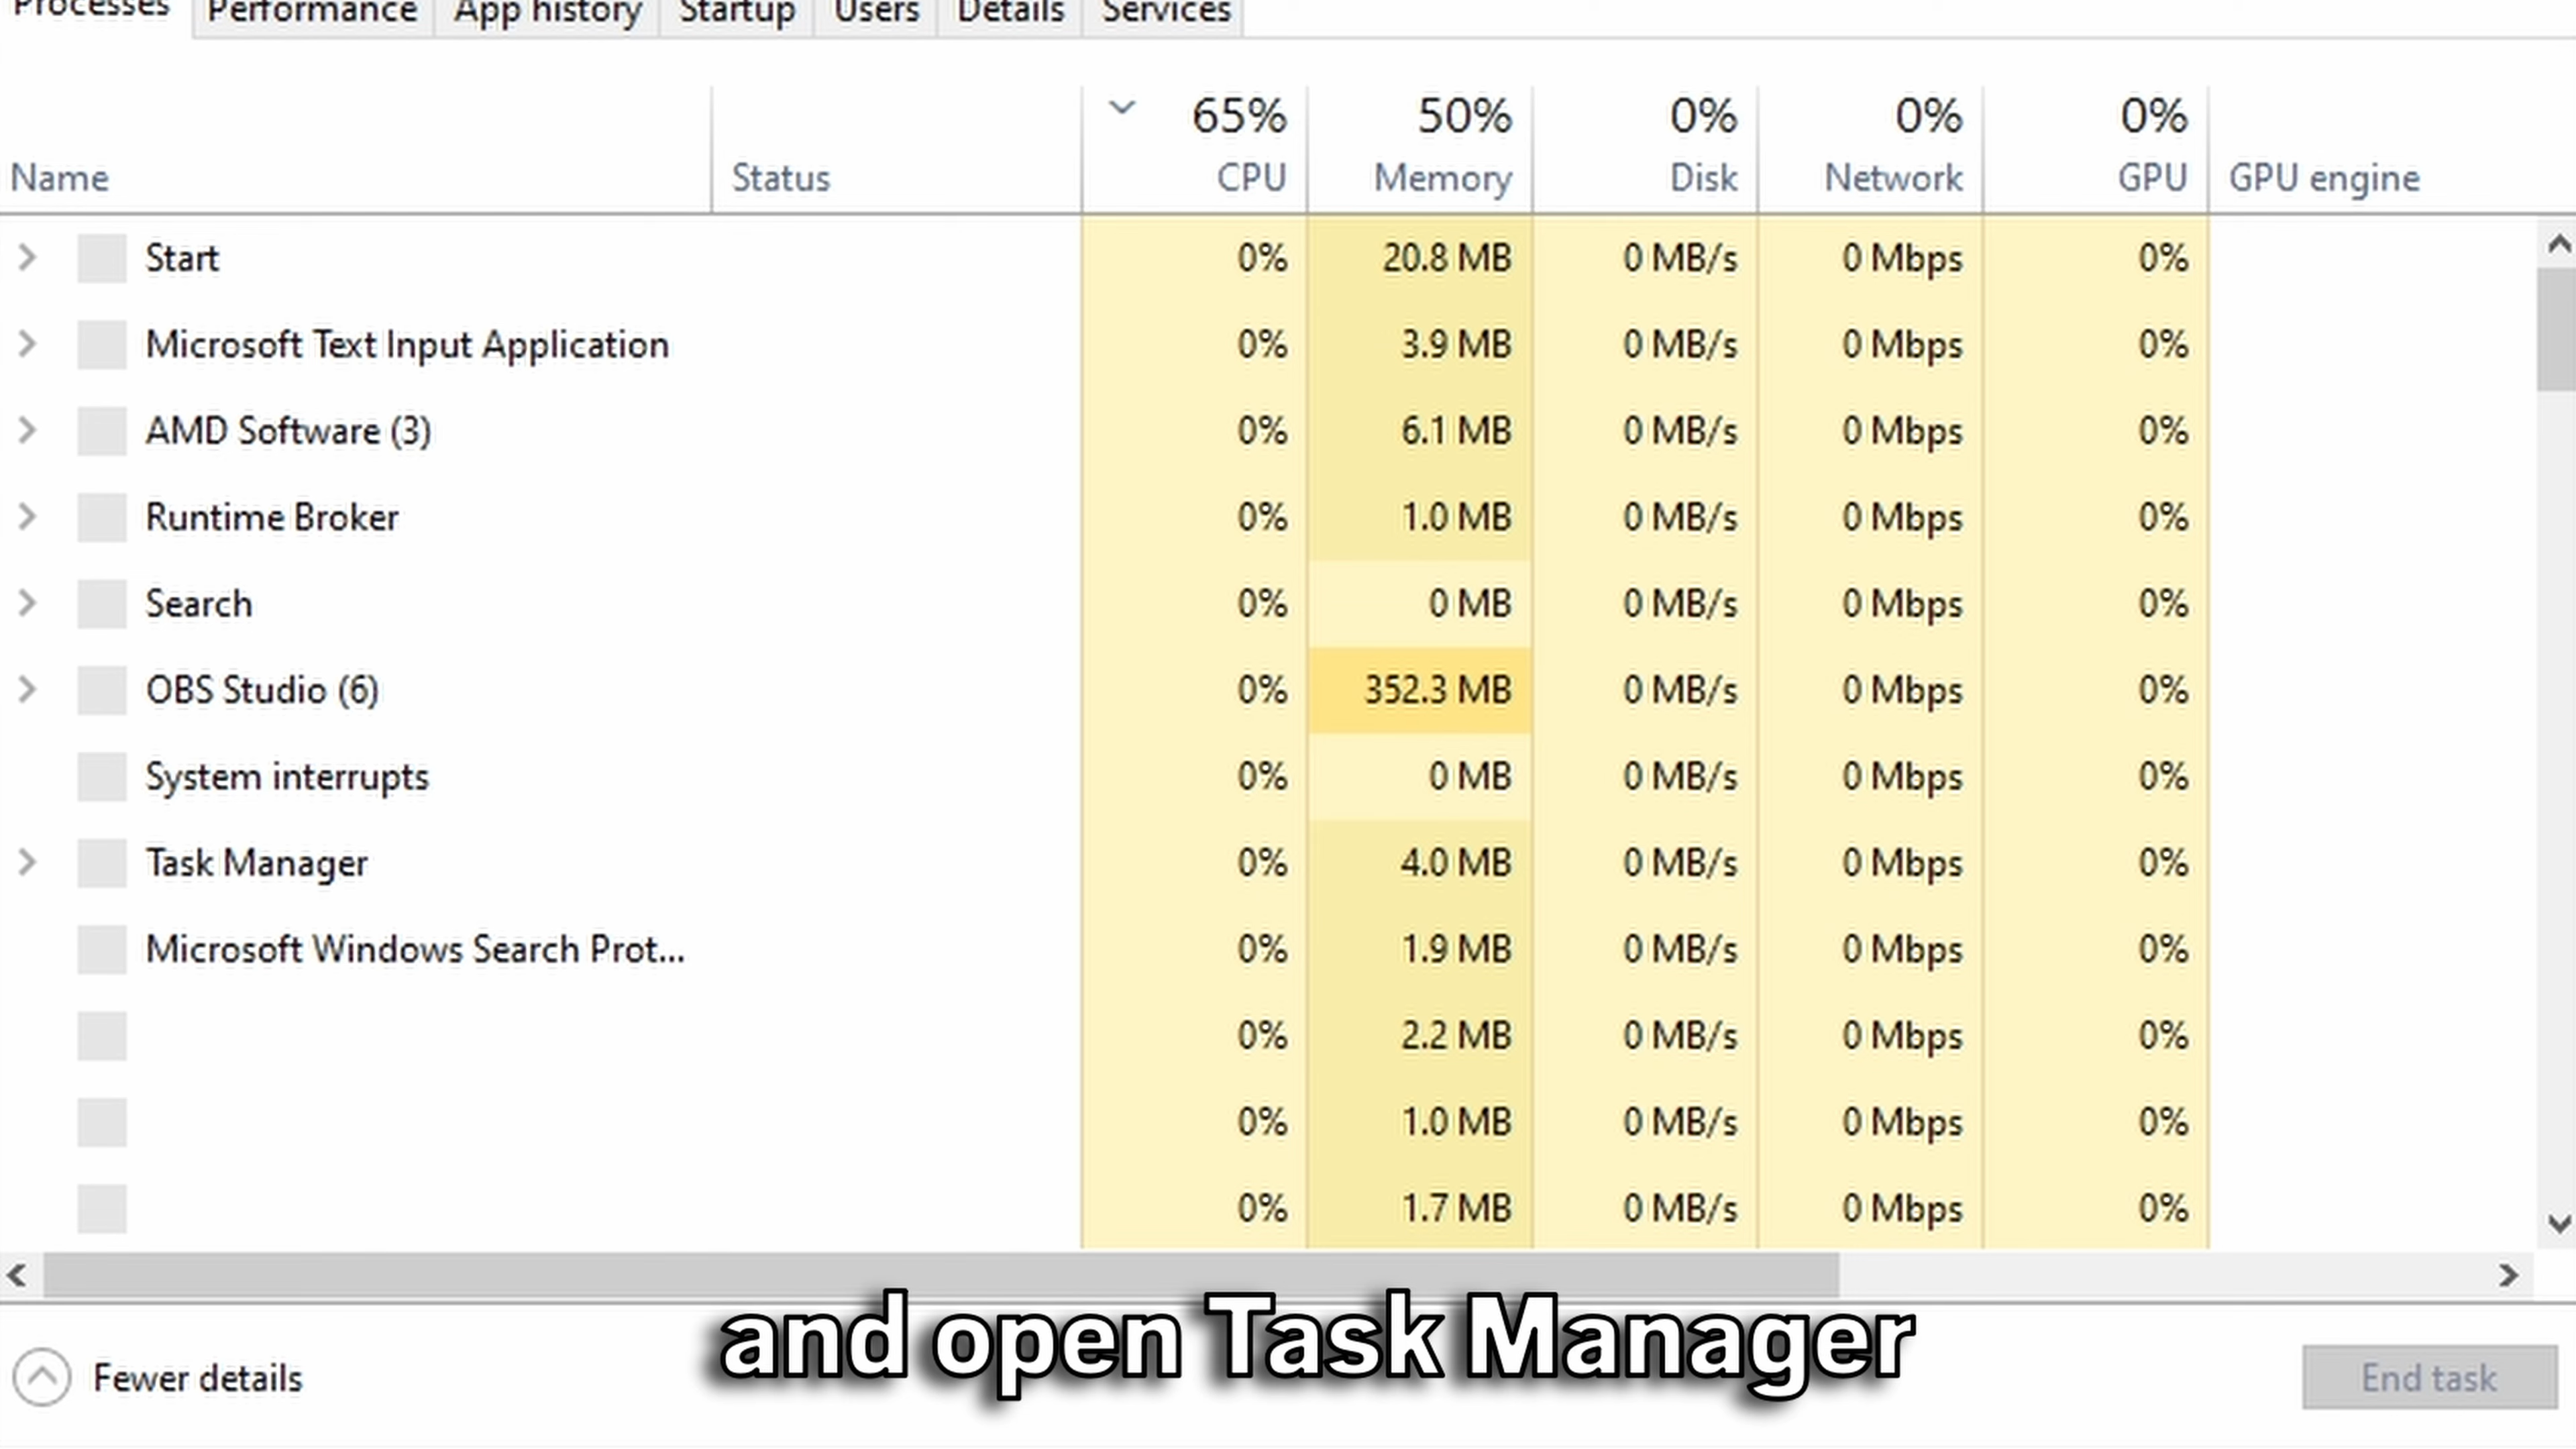 Processes Performance App history Startup Users Details Services
65% 50% 0% 0% 0%
Name Status CPU Memory Disk Network GPU GPU engine
Start 0% 20.8 MB 0 MB/s 0 Mbps 0%
Microsoft Text Input Application 0% 3.9 MB 0 MB/s 0 Mbps 0%
AMD Software (3) 0% 6.1 MB 0 MB/s 0 Mbps 0%
Runtime Broker 0% 1.0 MB 0 MB/s 0 Mbps 0%
Search 0% 0 MB 0 MB/s 0 Mbps 0%
OBS Studio (6) 0% 352.3 MB 0 MB/s 0 Mbps 0%
System interrupts 0% 0 MB 0 MB/s 0 Mbps 0%
Task Manager 0% 4.0 MB 0 MB/s 0 Mbps 0%
Microsoft Windows Search Prot... 0% 1.9 MB 0 MB/s 0 Mbps 0%
0% 2.2 MB 0 MB/s 0 Mbps 0%
0% 1.0 MB 0 MB/s 0 Mbps 0%
0% 1.7 MB 0 MB/s 0 Mbps 0%
and open Task Manager
Fewer details End task